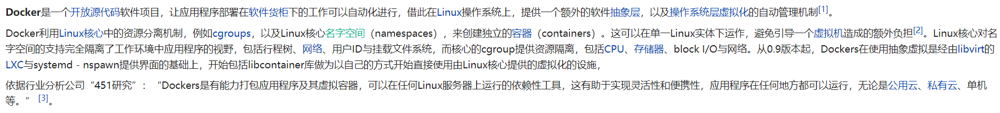 Docker是一个开放源代码软件项目，让应用程序部署在软件货柜下的工作可以自动化进行，借此在Linux操作系统上，提供一个额外的软件抽象层，以及操作系统层虚拟化的自动管理机制[1]。
Docker利用Linux核心中的资源分离机制，例如cgroups，以及Linux核心名字空间（namespaces），来创建独立的容器（containers）。这可以在单一Linux实体下运作，避免引导一个虚拟机造成的额外负担[2]。Linux核心对名
字空间的支持完全隔离了工作环境中应用程序的视野，包括行程树、网络、用户ID与挂载文件系统，而核心的cgroup提供资源隔离，包括CPU、存储器、block I/O与网络。从0.9版本起，Dockers在使用抽象虚拟是经由libvirt的
LXC与systemd - nspawn提供界面的基础上，开始包括libcontainer库做为以自己的方式开始直接使用由Linux核心提供的虚拟化的设施，
依据行业分析公司“451研究”：“Dockers是有能力打包应用程序及其虚拟容器，可以在任何Linux服务器上运行的依赖性工具，这有助于实现灵活性和便携性，应用程序在任何地方都可以运行，无论是公用云、私有云、单机
等。” [3]。